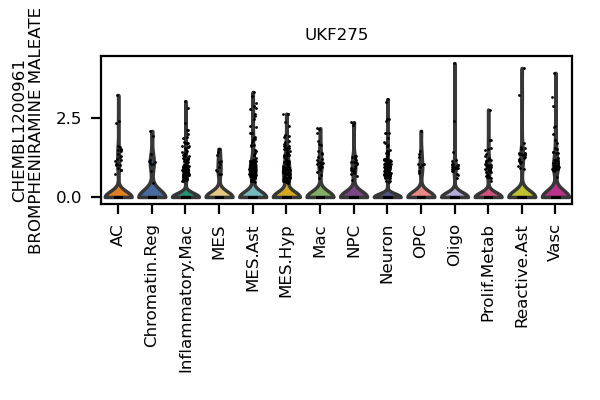 UKF275
CHEMBL1200961
BROMPHENIRAMINE MALEATE
2.5
0.0
AC
Chromatin.Reg
Inflammatory.Mac
MES
MES.Ast
MES.Hyp
Mac
NPC
Neuron
OPC
Oligo
Prolif.Metab
Reactive.Ast
Vasc